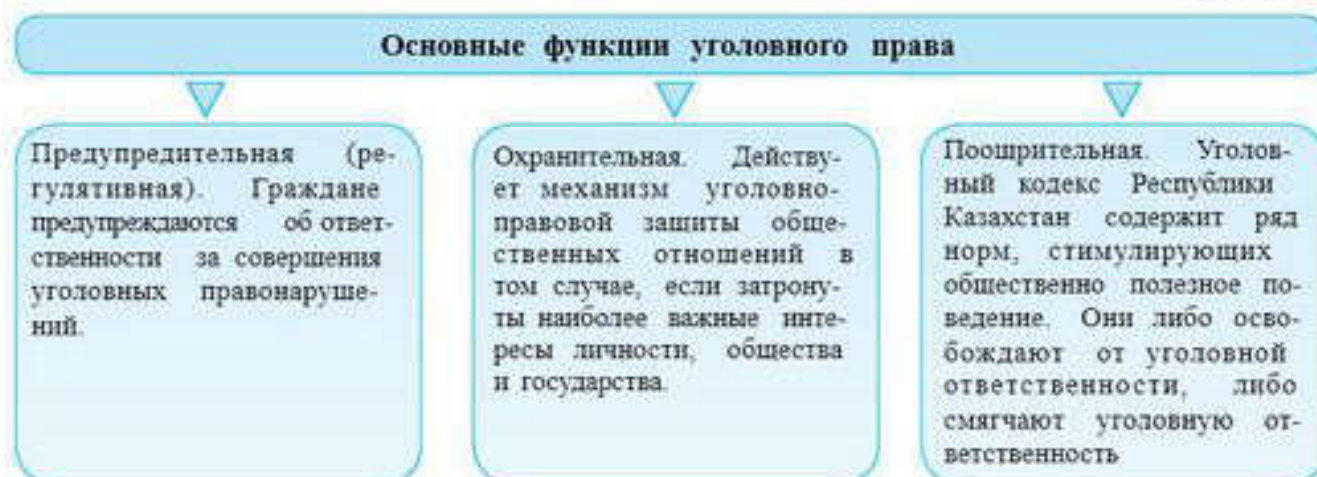 Основные функции уголовного права
Предупредительная (ре-
гулятивная). Граждане
предупреждаются об ответ-
ственности за совершения
уголовных правонаруше-
ний.
Охранительная. Действу-
ет механизм уголовно-
правовой защиты обще-
ственных отношений в
том случае, если затрону-
ты наиболее важные инте-
ресы личности, общества
и государства.
Поощрительная. Уголов-
ный кодекс Республики
Казахстан содержит ряд
норм, стимулирующих
общественно полезное по-
ведение. Они либо осво-
бождают от уголовной
ответственности, либо
смягчают уголовную от-
ветственность